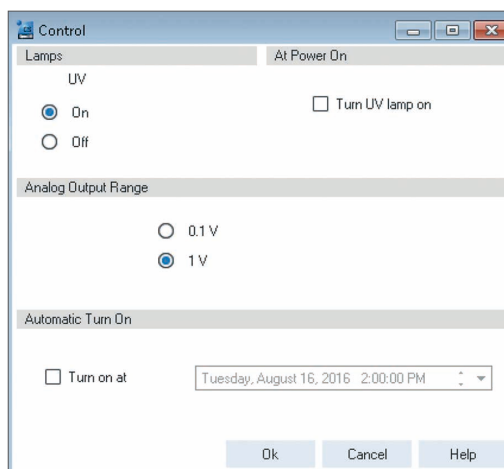 Control
Lamps
At Power On
UV
On
Turn UV lamp on
Off
Analog Output Range
0.1 V
1 V
Automatic Turn On
Turn on at
Tuesday, August 16, 2016 2:00:00 PM
Ok Cancel Help